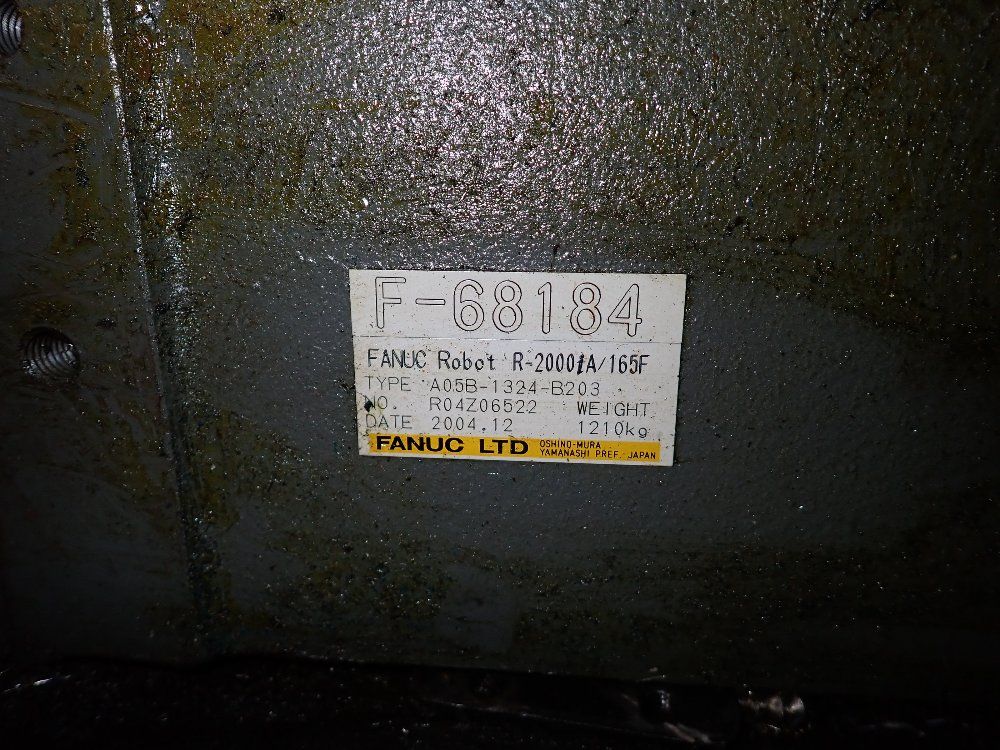 F-68184
FANUC Robot R-2000iA/165F
TYPE A05B-1324-B203
NO. R04Z06522 WEIGHT
DATE 2004.12 1210kg
FANUC LTD OSHINO-MURA
YAMANASHI PREF. JAPAN